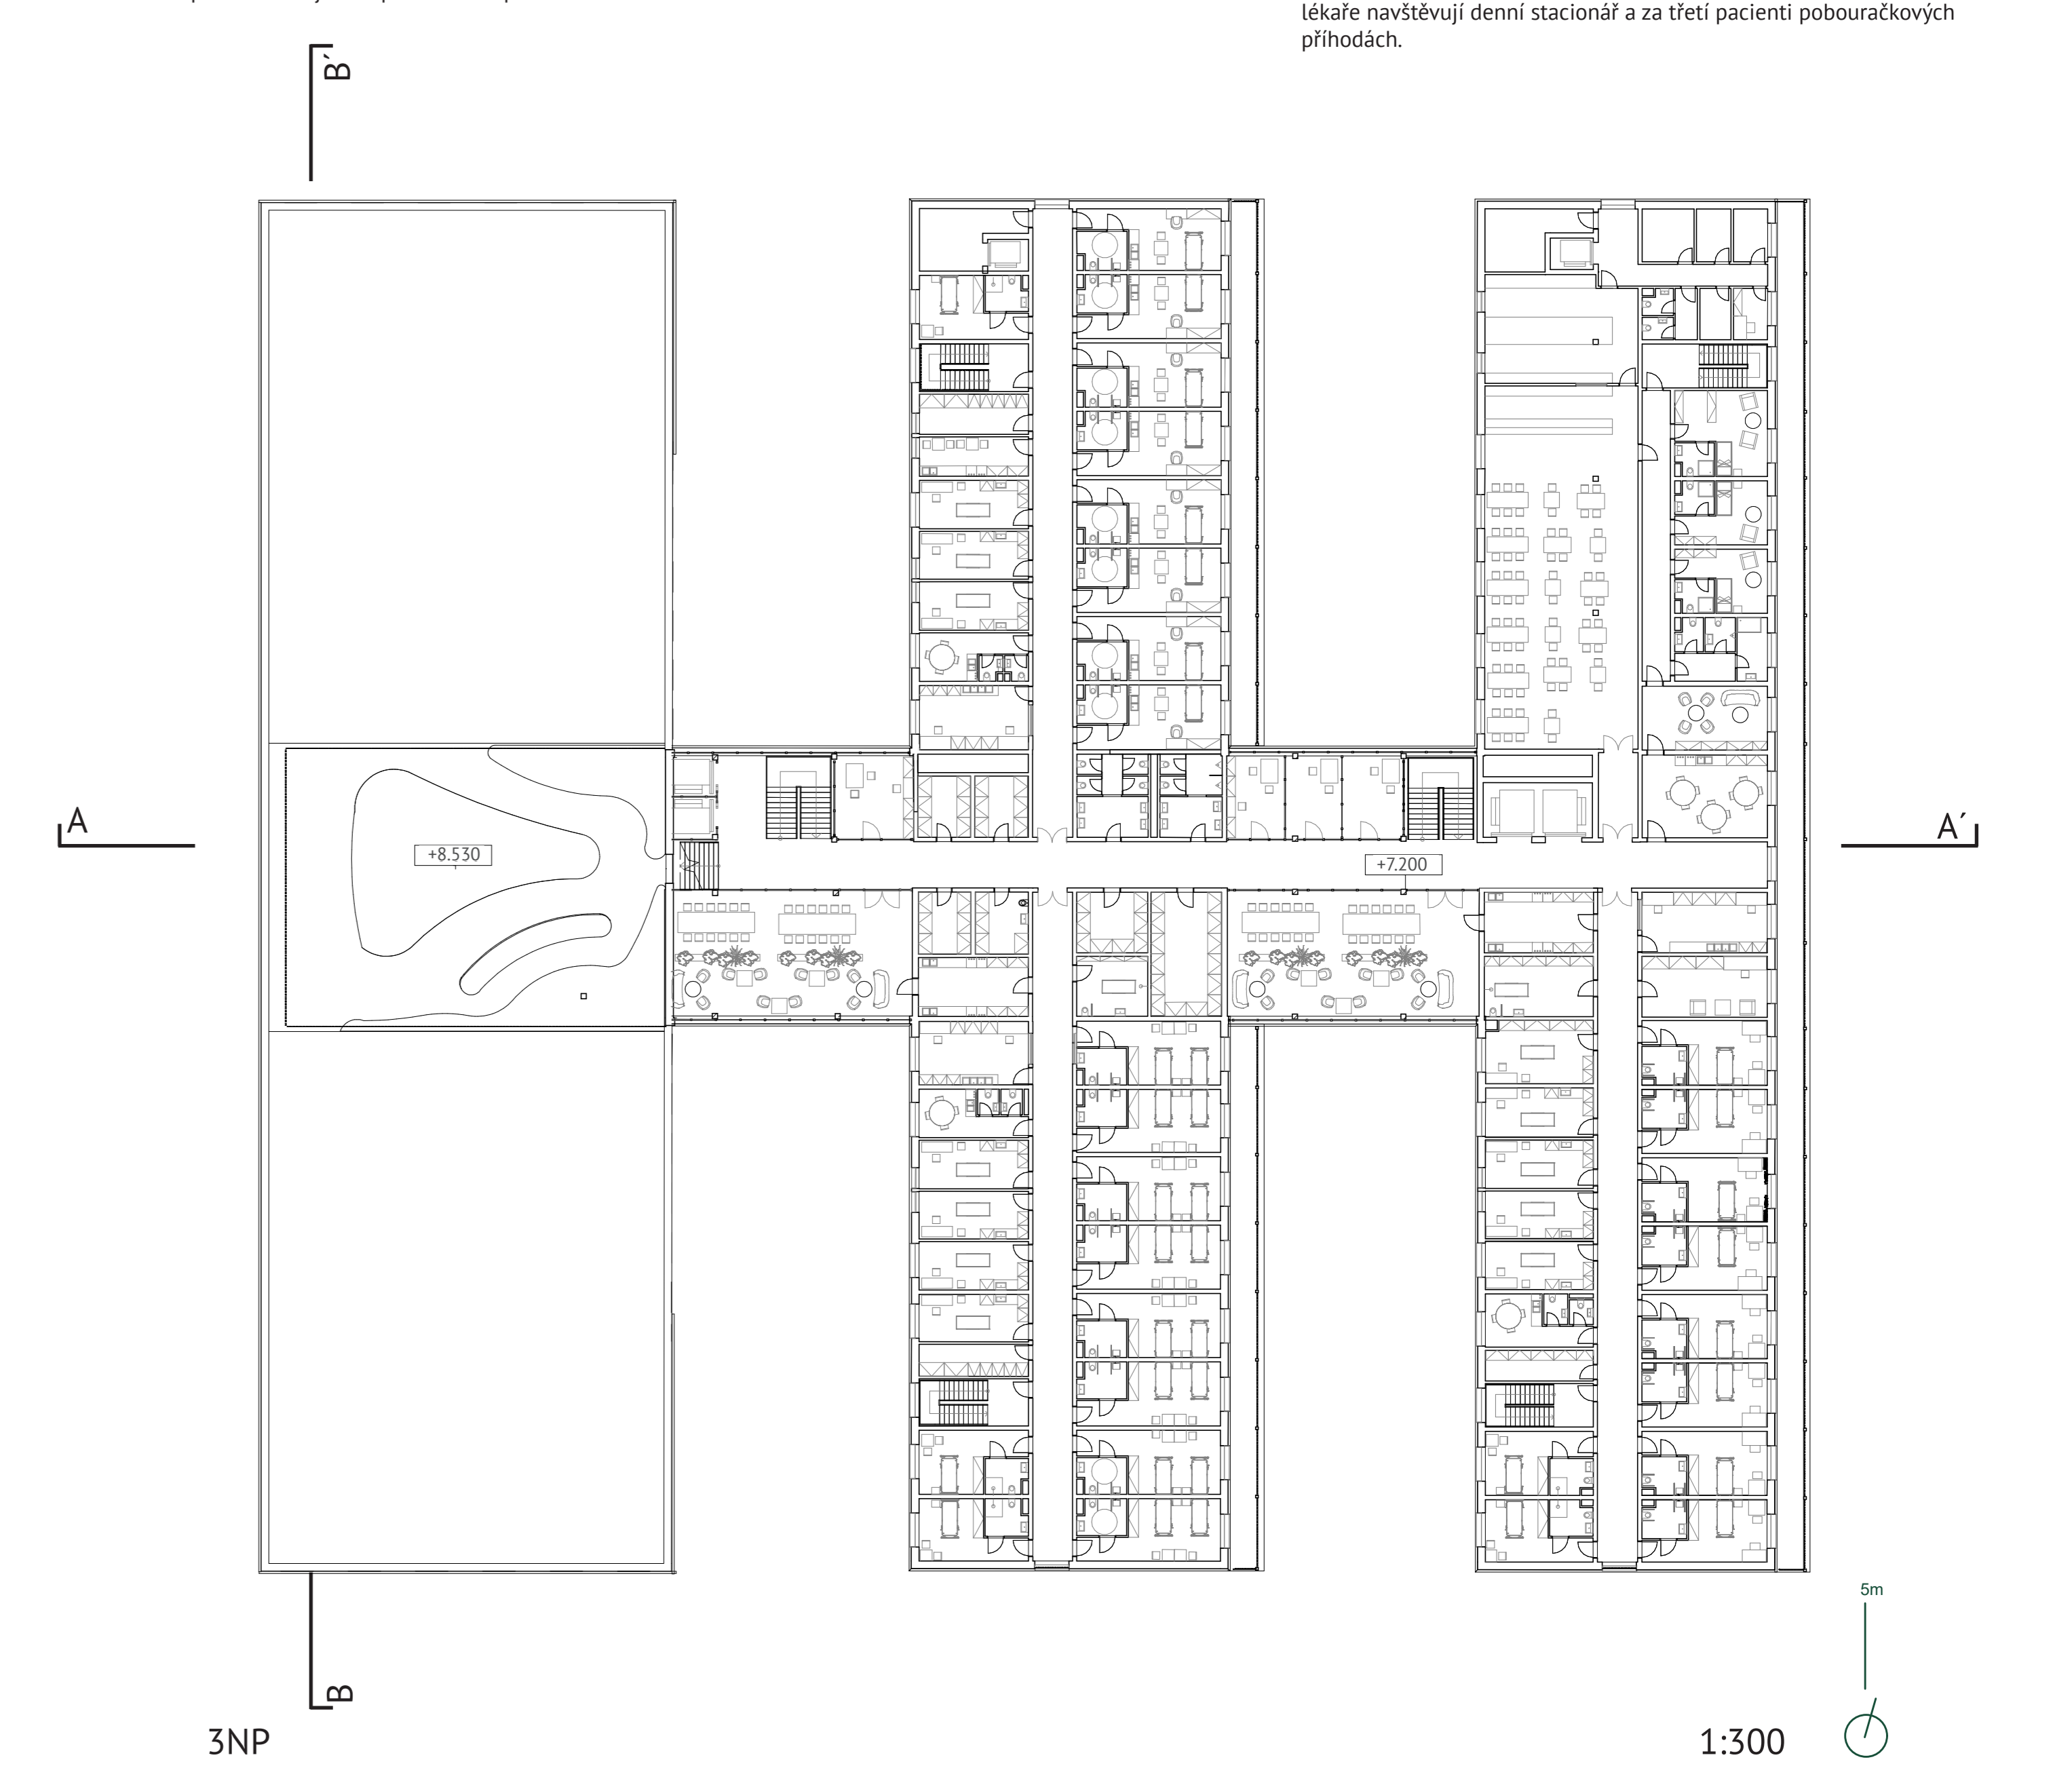 lékaře navštěvují denní stacionář a za třetí pacienti pobouračkových
příhodách.
B´
A
+8.530
+7.200
A´
5m
B
3NP
1:300